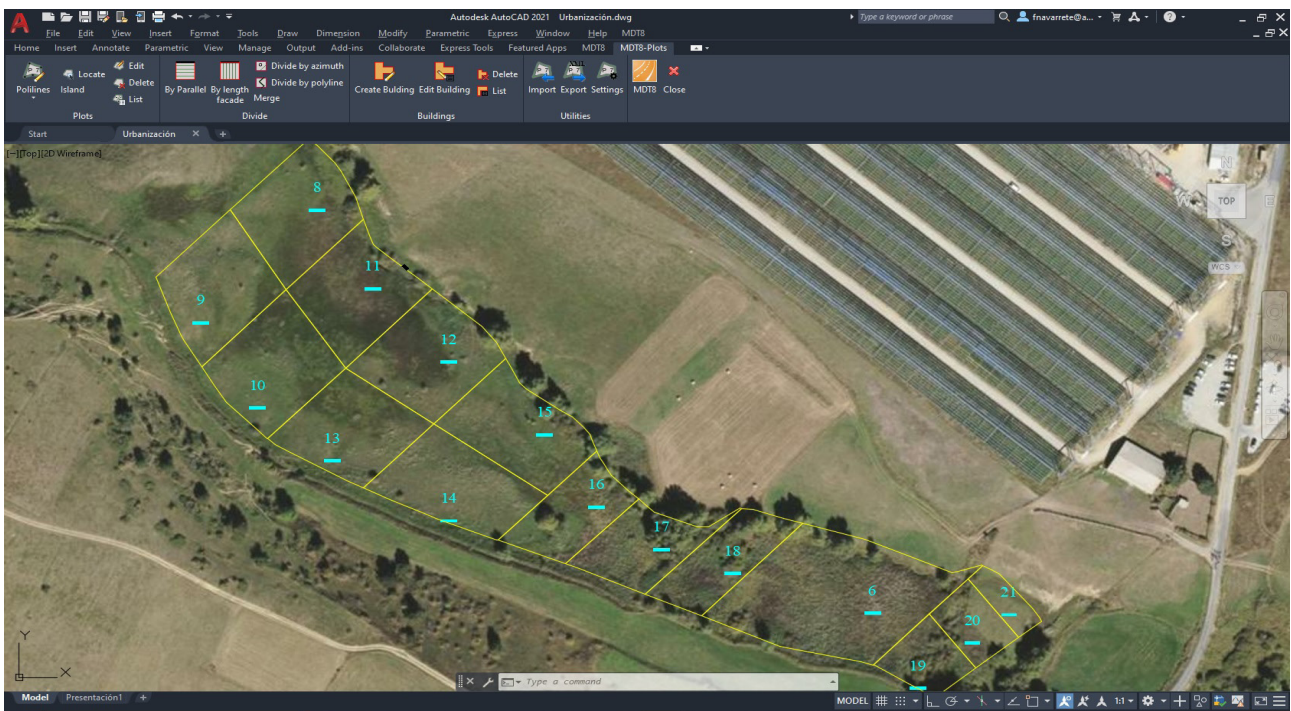 Autodesk AutoCAD 2021 Urbanización.dwg
Type a keyword or phrase
fnavarrete@a...
File Edit View Insert Format Tools Draw Dimension Modify Parametric Express Window Help MDT8
Home Insert Annotate Parametric View Manage Output Add-ins Collaborate Express Tools Featured Apps MDT8 MDT8-Plots
Polilines
Locate Island
Edit
Delete
List
By Parallel
By length facade
Divide by azimuth
Divide by polyline
Merge
Create Bulding
Edit Building
Delete
List
Import Export Settings
MDT8 Close
Plots Divide Buildings Utilities
Start Urbanización
[−][Top][2D Wireframe]
N
W TOP E
S
WCS
8
11
9
12
10
15
13
16
14
17
18
6
21
20
19
Y
X
Type a command
Model Presentación1 +
MODEL 1:1